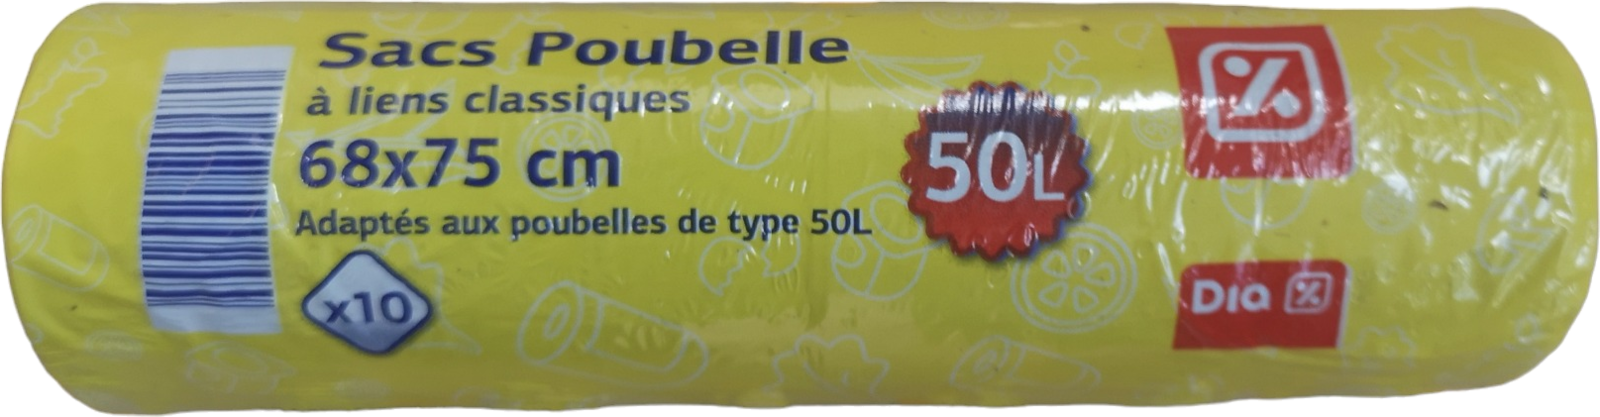 Sacs Poubelle
à liens classiques
68x75 cm
Adaptés aux poubelles de type 50L
x10
50L
%
Dia %